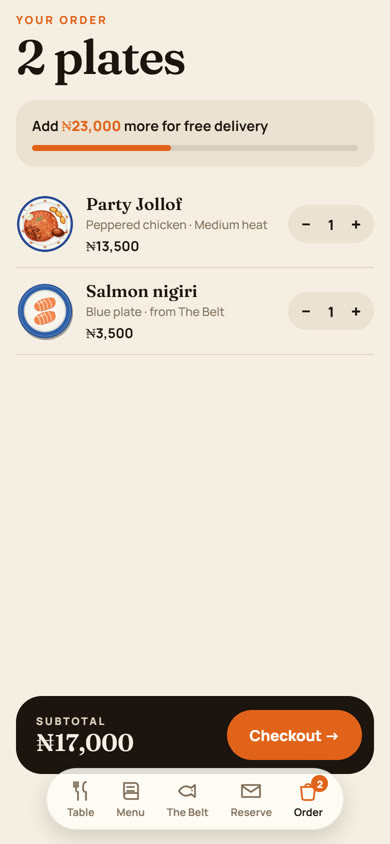 YOUR ORDER
2 plates
Add ₦23,000 more for free delivery
Party Jollof
Peppered chicken · Medium heat
₦13,500
− 1 +
Salmon nigiri
Blue plate · from The Belt
₦3,500
− 1 +
SUBTOTAL
₦17,000
Checkout →
2
Table Menu The Belt Reserve Order